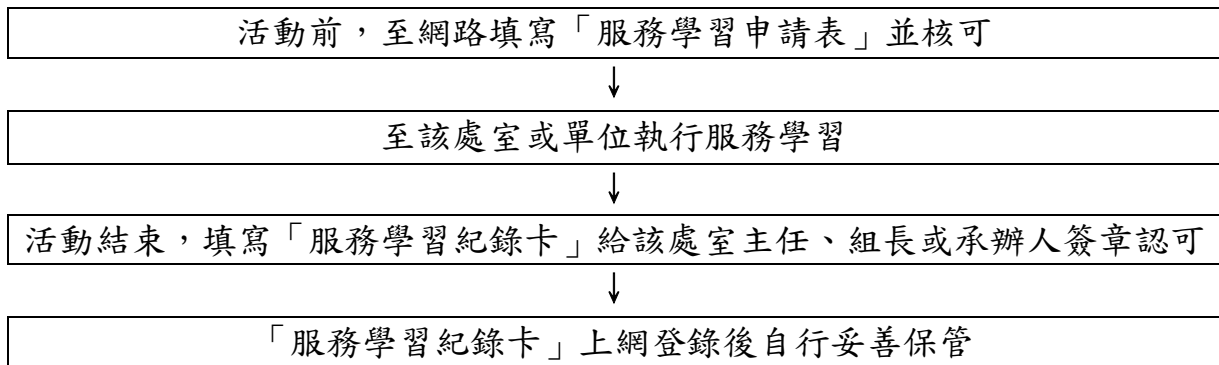 活動前，至網路填寫「服務學習申請表」並核可
↓
至該處室或單位執行服務學習
↓
活動結束，填寫「服務學習紀錄卡」給該處室主任、組長或承辦人簽章認可
↓
「服務學習紀錄卡」上網登錄後自行妥善保管